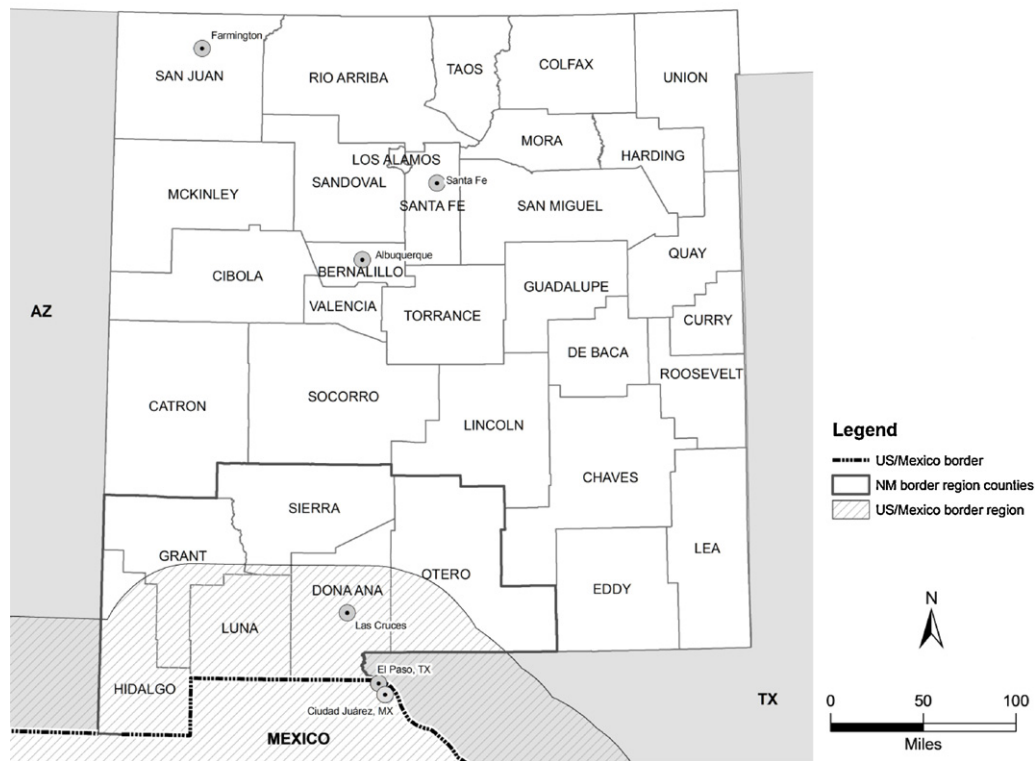 Farmington
SAN JUAN
RIO ARRIBA
TAOS
COLFAX
UNION
MORA
HARDING
LOS ALAMOS
SANDOVAL
Santa Fe
SANTA FE
MCKINLEY
SAN MIGUEL
QUAY
Albuquerque
BERNALILLO
CIBOLA
GUADALUPE
VALENCIA
TORRANCE
CURRY
AZ
DE BACA
ROOSEVELT
CATRON
SOCORRO
LINCOLN
CHAVES
SIERRA
GRANT
LEA
OTERO
EDDY
DONA ANA
Las Cruces
LUNA
El Paso, TX
HIDALGO
Ciudad Juárez, MX
TX
MEXICO
Legend
US/Mexico border
NM border region counties
US/Mexico border region
N
0 50 100
Miles